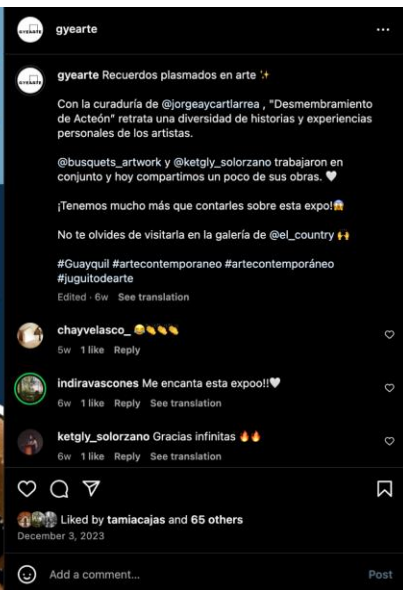 GYEARTE
gyearte
GYEARTE
gyearte Recuerdos plasmados en arte ✨
Con la curaduría de @jorgeaycartlarrea , "Desmembramiento
de Acteón" retrata una diversidad de historias y experiencias
personales de los artistas.
@busquets_artwork y @ketgly_solorzano trabajaron en
conjunto y hoy compartimos un poco de sus obras. 🤍
¡Tenemos mucho más que contarles sobre esta expo!😱
No te olvides de visitarla en la galería de @el_country 🙌
#Guayquil #artecontemporaneo #artecontemporáneo
#juguitodearte
Edited · 6w See translation
chayvelasco_ 😂👏👏👏
5w 1 like Reply
indiravascones Me encanta esta expoo!!🤍
6w 1 like Reply See translation
ketgly_solorzano Gracias infinitas 🔥🔥
6w 1 like Reply See translation
Liked by tamiacajas and 65 others
December 3, 2023
Add a comment...
Post